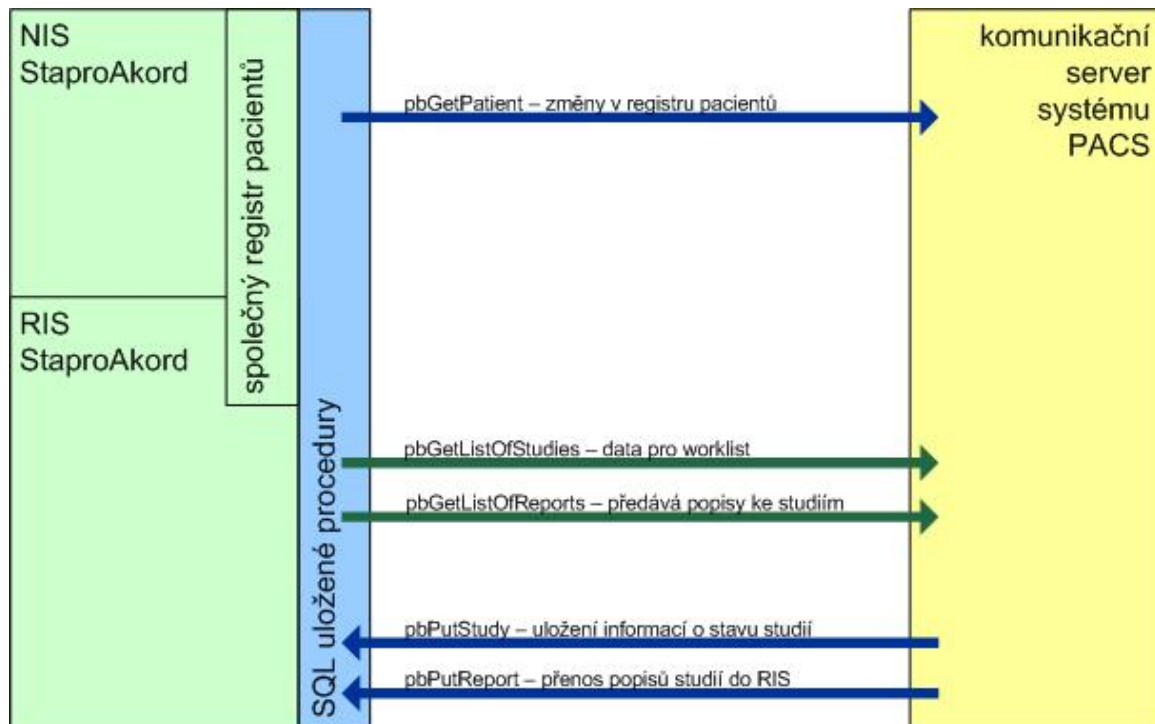 NIS
StaproAkord
společný registr pacientů
komunikační
server
systému
PACS
pbGetPatient – změny v registru pacientů
RIS
StaproAkord
SQL uložené procedury
pbGetListOfStudies – data pro worklist
pbGetListOfReports – předává popisy ke studiím
pbPutStudy – uložení informací o stavu studií
pbPutReport – přenos popisů studií do RIS